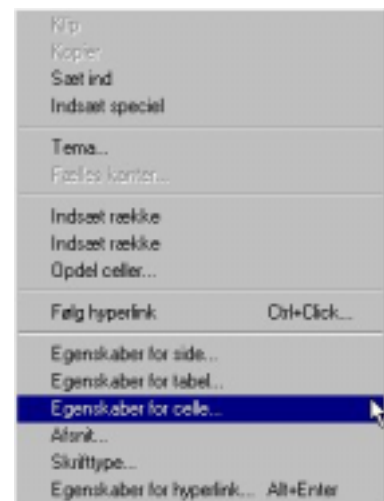 Klip
Kopier
Sæt ind
Indsæt speciel
Tema...
Fælles kanter...
Indsæt række
Indsæt række
Opdel celler...
Følg hyperlink Ctrl+Click...
Egenskaber for side...
Egenskaber for tabel...
Egenskaber for celle...
Afsnit...
Skrifttype...
Egenskaber for hyperlink... Alt+Enter